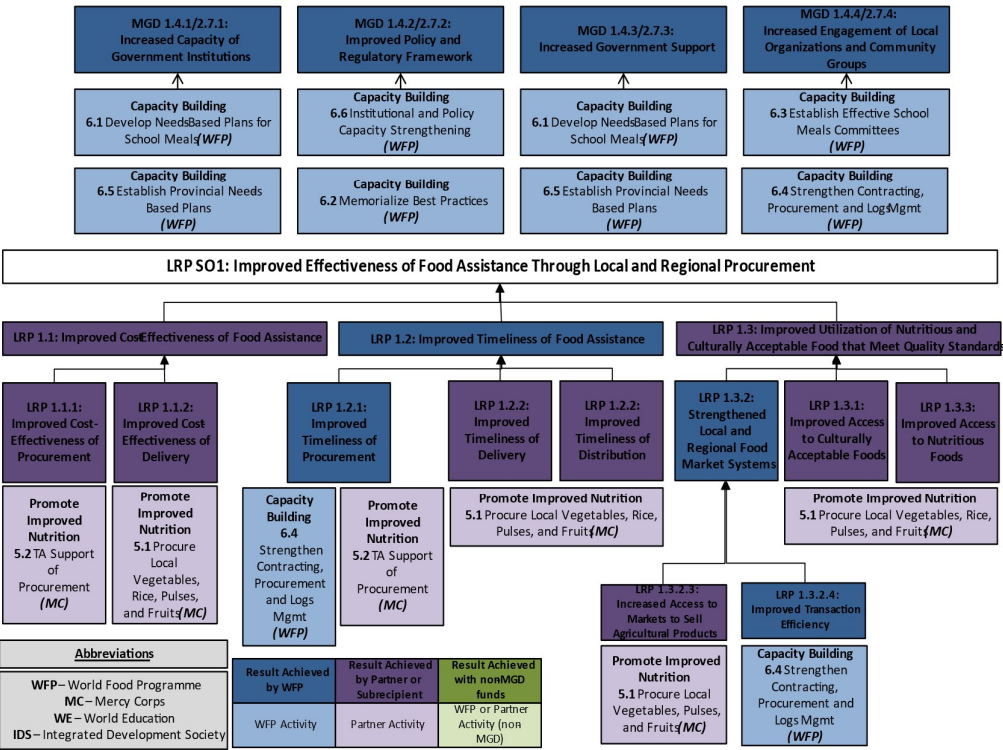 MGD 1.4.1/2.7.1:
Increased Capacity of
Government Institutions
MGD 1.4.2/2.7.2:
Improved Policy and
Regulatory Framework
MGD 1.4.3/2.7.3:
Increased Government Support
MGD 1.4.4/2.7.4:
Increased Engagement of Local
Organizations and Community
Groups
Capacity Building
6.1 Develop NeedsBased Plans for
School Meals(WFP)
Capacity Building
6.6 Institutional and Policy
Capacity Strengthening
(WFP)
Capacity Building
6.1 Develop NeedsBased Plans for
School Meals(WFP)
Capacity Building
6.3 Establish Effective School
Meals Committees
(WFP)
Capacity Building
6.5 Establish Provincial Needs
Based Plans
(WFP)
Capacity Building
6.2 Memorialize Best Practices
(WFP)
Capacity Building
6.5 Establish Provincial Needs
Based Plans
(WFP)
Capacity Building
6.4 Strengthen Contracting,
Procurement and LogsMgmt
(WFP)
LRP SO1: Improved Effectiveness of Food Assistance Through Local and Regional Procurement
LRP 1.1: Improved Cost-Effectiveness of Food Assistance
LRP 1.2: Improved Timeliness of Food Assistance
LRP 1.3: Improved Utilization of Nutritious and
Culturally Acceptable Food that Meet Quality Standards
LRP 1.1.1
Improved Cost-
Effectiveness of
Procurement
LRP 1.1.2:
Improved Cost-
Effectiveness of
Delivery
LRP 1.2.1:
Improved
Timeliness of
Procurement
LRP 1.2.2:
Improved
Timeliness of
Delivery
LRP 1.2.2:
Improved
Timeliness of
Distribution
LRP 1.3.2:
Strengthened
Local and
Regional Food
Market Systems
LRP 1.3.1:
Improved Access
to Culturally
Acceptable Foods
LRP 1.3.3:
Improved Access
to Nutritious
Foods
Promote
Improved
Nutrition
5.2 TA Support
of
Procurement
(MC)
Promote
Improved
Nutrition
5.1 Procure
Local
Vegetables,
Rice, Pulses,
and Fruits(MC)
Capacity
Building
6.4
Strengthen
Contracting,
Procurement
and Logs
Mgmt
(WFP)
Promote
Improved
Nutrition
5.2 TA Support
of
Procurement
(MC)
Promote Improved Nutrition
5.1 Procure Local Vegetables, Rice,
Pulses, and Fruits(MC)
Promote Improved Nutrition
5.1 Procure Local Vegetables, Rice,
Pulses, and Fruits(MC)
LRP 1.3.2.3:
Increased Access to
Markets to Sell
Agricultural Products
LRP 1.3.2.4:
Improved Transaction
Efficiency
Promote Improved
Nutrition
5.1 Procure Local
Vegetables, Pulses,
and Fruits(MC)
Capacity Building
6.4 Strengthen
Contracting,
Procurement and
Logs Mgmt
(WFP)
Abbreviations
WFP– World Food Programme
MC – Mercy Corps
WE – World Education
IDS – Integrated Development Society
Result Achieved
by WFP
Result Achieved
by Partner or
Subrecipient
Result Achieved
with nonMGD
funds
WFP Activity
Partner Activity
WFP or Partner
Activity (non-
MGD)